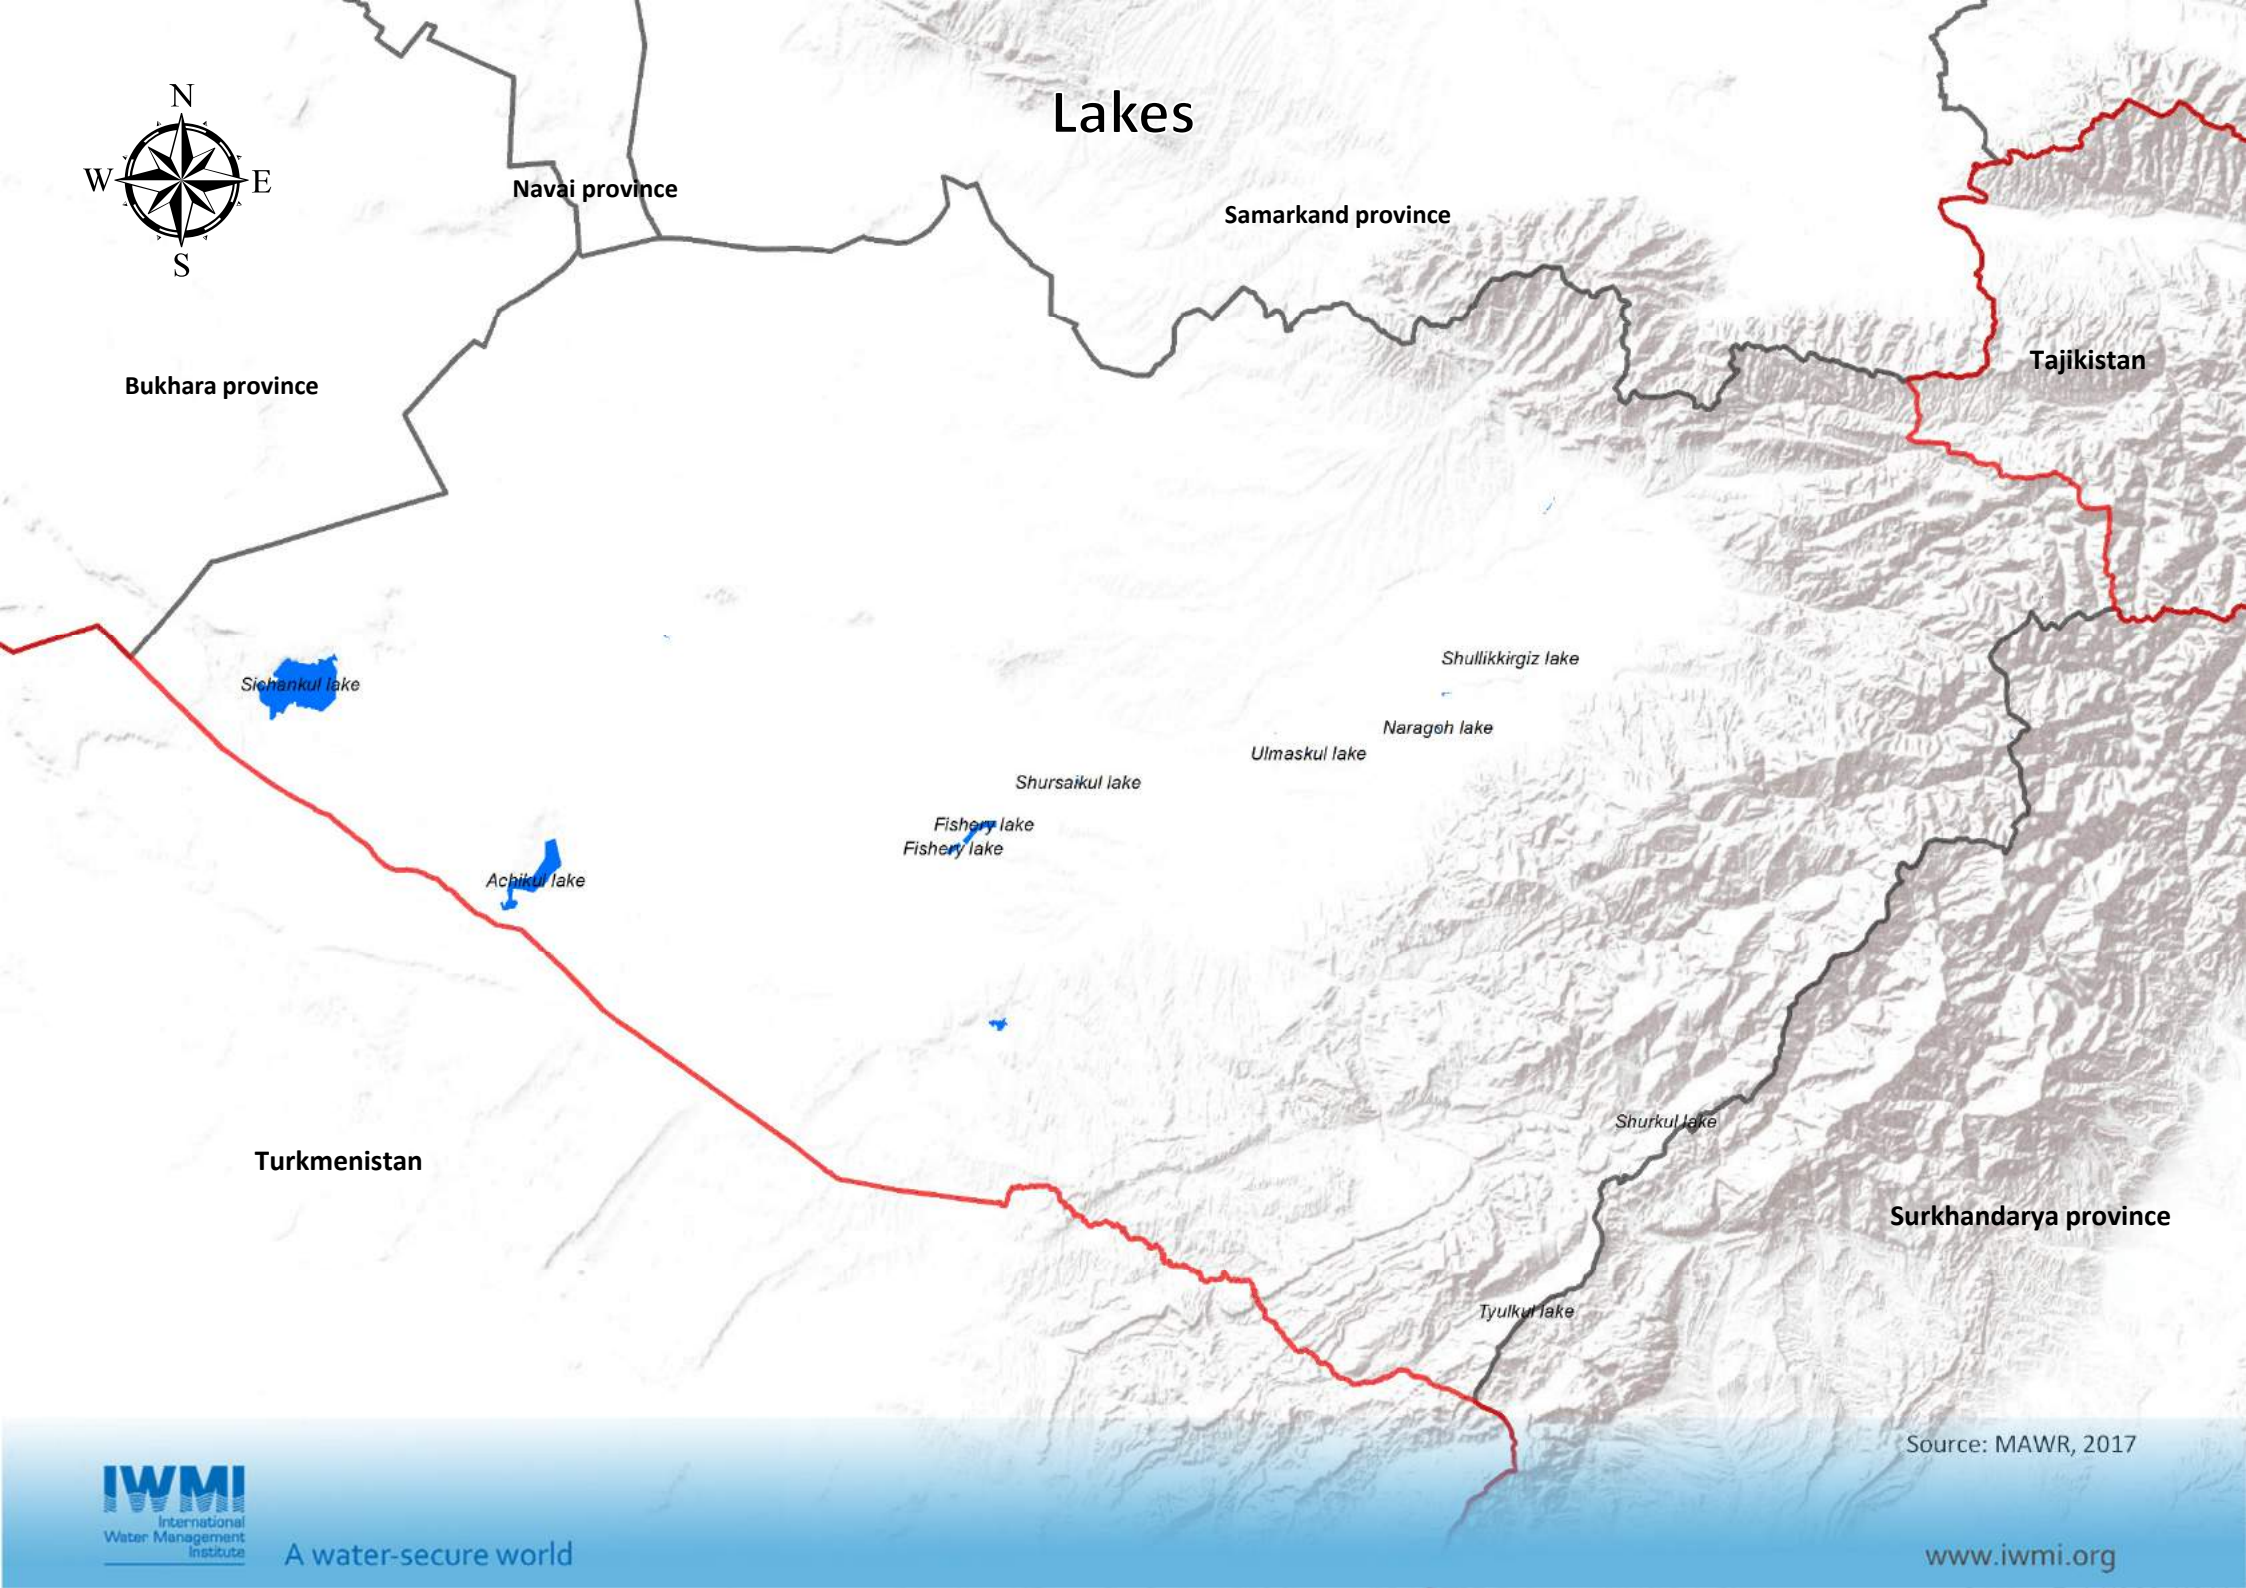 Lakes
N
W
E
S
Navai province
Samarkand province
Bukhara province
Tajikistan
Shullikkirgiz lake
Sichankul lake
Naragoh lake
Ulmaskul lake
Shursaikul lake
Fishery lake
Fishery lake
Achikul lake
Shurkul lake
Turkmenistan
Surkhandarya province
Tyulkul lake
Source: MAWR, 2017
IWMI
International
Water Management
Institute
A water-secure world
www.iwmi.org